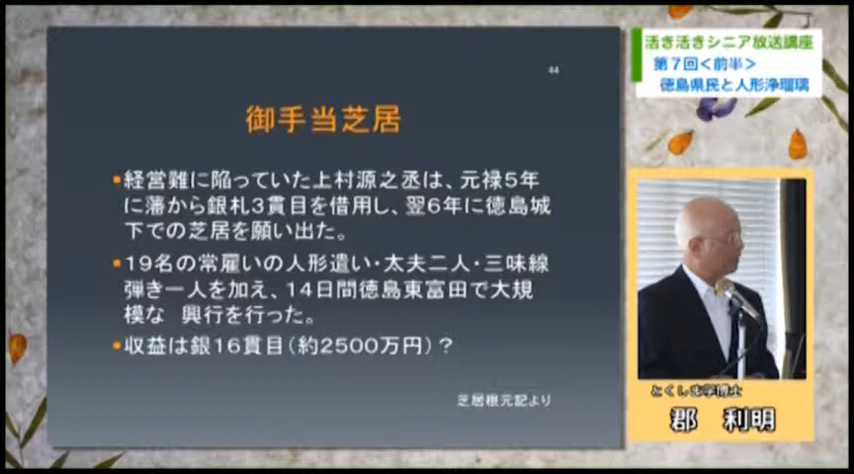 44
御手当芝居
▪経営難に陥っていた上村源之丞は、元禄5年
に藩から銀札3貫目を借用し、翌6年に徳島城
下での芝居を願い出た。
▪19名の常雇いの人形遣い・太夫二人・三味線
弾き一人を加え、14日間徳島東富田で大規
模な　興行を行った。
▪収益は銀16貫目（約2500万円）？
芝居根元記より
活き活きシニア放送講座
第７回＜前半＞
徳島県民と人形浄瑠璃
とくしま学博士
郡　利明